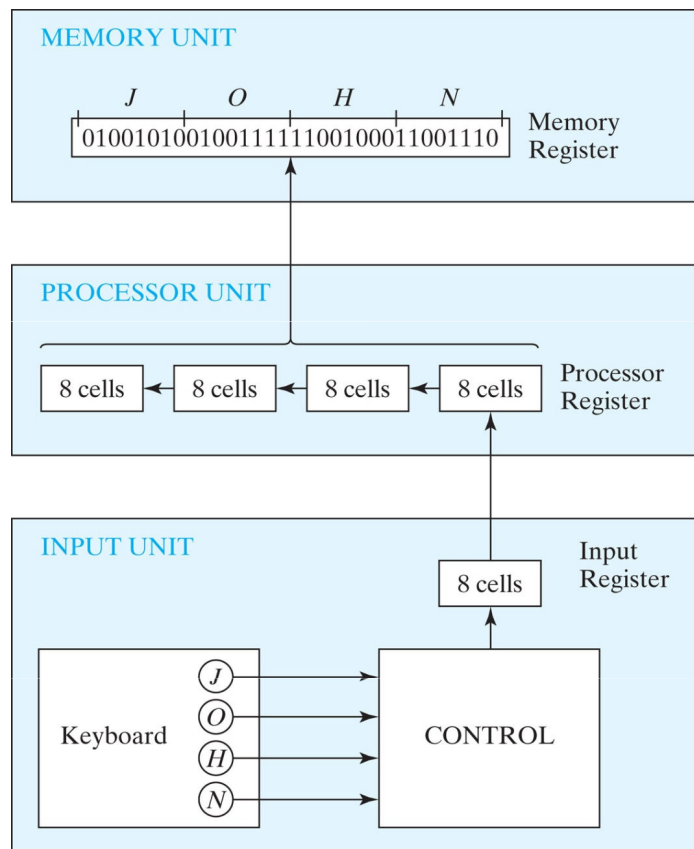 MEMORY UNIT
J O H N
01001010010011111100100011001110
Memory
Register
PROCESSOR UNIT
8 cells 8 cells 8 cells 8 cells
Processor
Register
INPUT UNIT
Input
Register
8 cells
J
O
Keyboard CONTROL
H
N